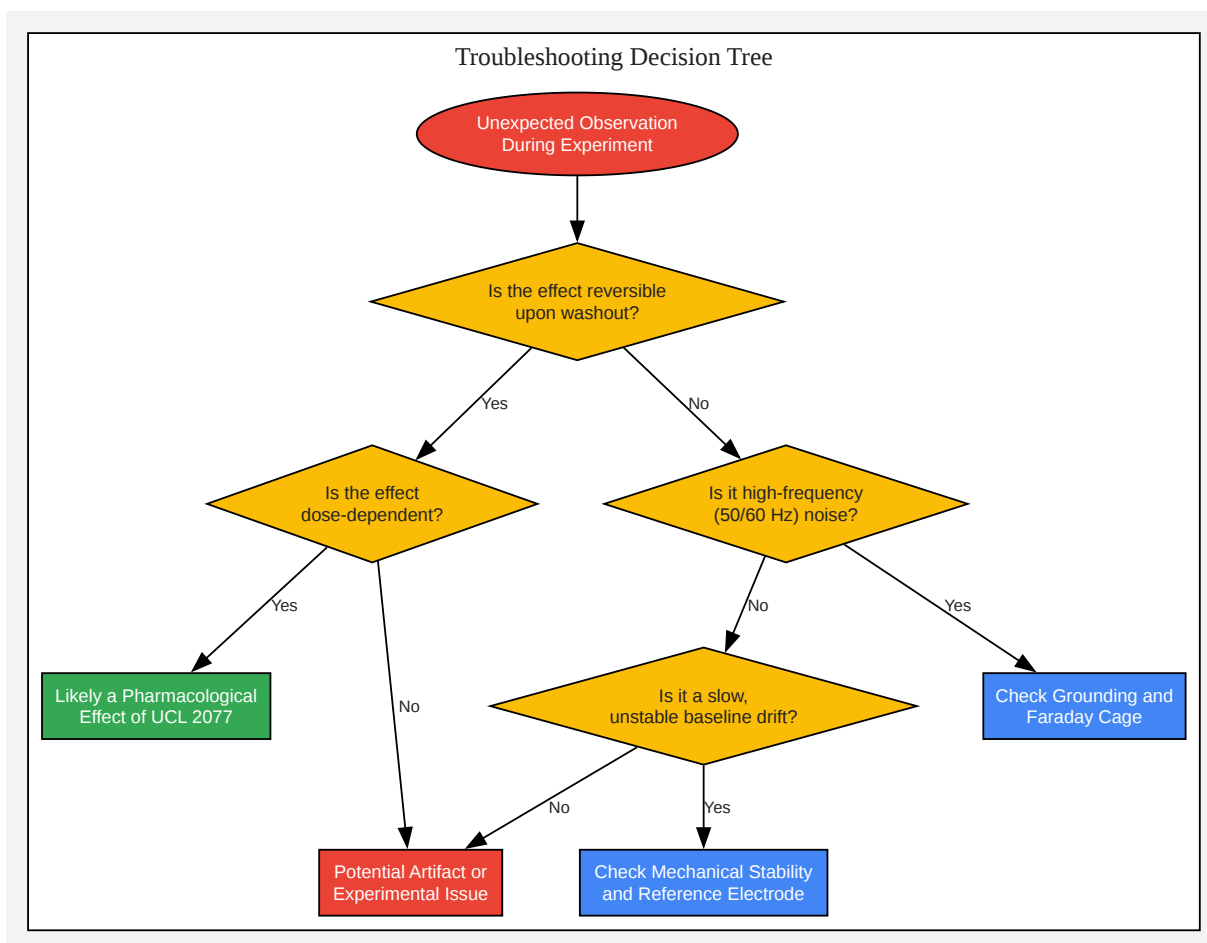 Troubleshooting Decision Tree
Unexpected Observation
During Experiment
Is the effect reversible
upon washout?
Yes
No
Is the effect
dose-dependent?
Is it high-frequency
(50/60 Hz) noise?
Yes
No
No
Yes
Likely a Pharmacological
Effect of UCL 2077
Is it a slow,
unstable baseline drift?
Check Grounding and
Faraday Cage
No
Yes
Potential Artifact or
Experimental Issue
Check Mechanical Stability
and Reference Electrode